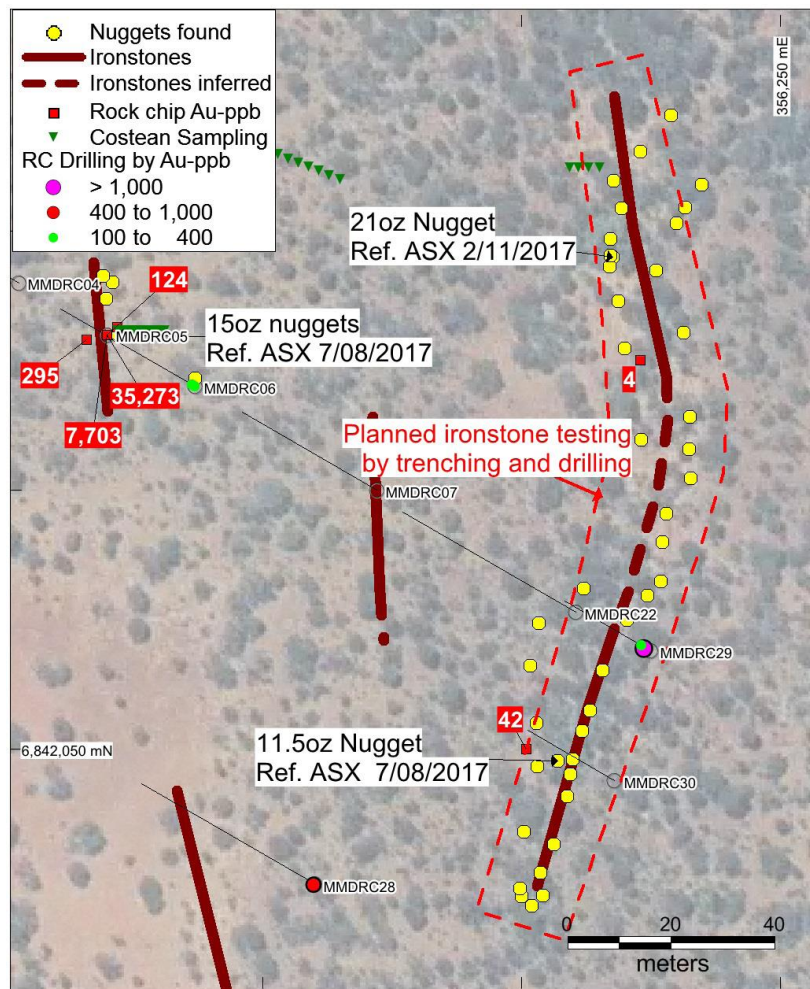 Nuggets found
Ironstones
Ironstones inferred
Rock chip Au-ppb
Costean Sampling
RC Drilling by Au-ppb
> 1,000
400 to 1,000
100 to 400
356,250 mE
21oz Nugget
Ref. ASX 2/11/2017
MMDRC04
124
15oz nuggets
Ref. ASX 7/08/2017
MMDRC05
295
35,273
MMDRC06
4
7,703
Planned ironstone testing
by trenching and drilling
MMDRC07
MMDRC22
MMDRC29
42
6,842,050 mN
11.5oz Nugget
Ref. ASX 7/08/2017
MMDRC30
MMDRC28
0 20 40
meters